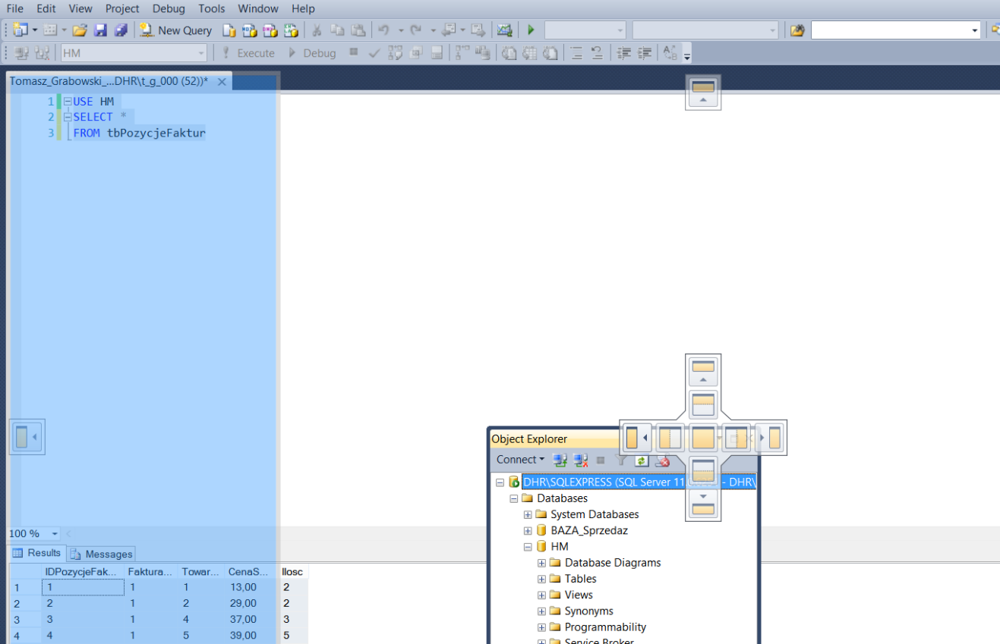 File Edit View Project Debug Tools Window Help
New Query
HM Execute Debug
Tomasz_Grabowski_...DHR\t_g_000 (52))*
1 USE HM
2 SELECT *
3 FROM tbPozycjeFaktur
Object Explorer
Connect
DHR\SQLEXPRESS (SQL Server 11 - DHR\
Databases
System Databases
BAZA_Sprzedaz
HM
Database Diagrams
Tables
Views
Synonyms
Programmability
Service Broker
100 %
Results Messages
IDPozycjeFak... Faktura... Towar... CenaS... Ilosc
1 1 1 1 13,00 2
2 2 1 2 29,00 2
3 3 1 4 37,00 3
4 4 1 5 39,00 5